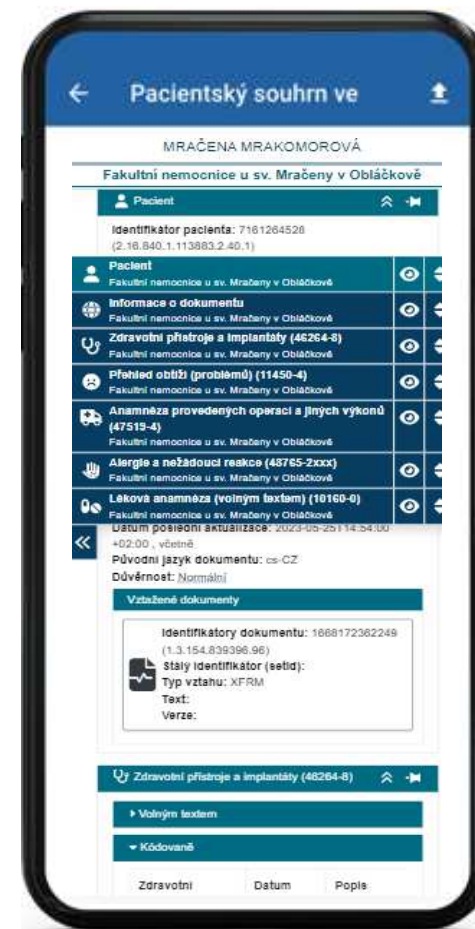 Pacientský souhrn ve
MRAČENA MRAKOMOROVÁ
Fakultní nemocnice u sv. Mračeny v Obláčkově
Pacient
Identifikátor pacienta: 7161264528
(2.16.840.1.113883.2.40.1)
Pacient
Fakultní nemocnice u sv. Mračeny v Obláčkově
Informace o dokumentu
Fakultní nemocnice u sv. Mračeny v Obláčkově
Zdravotní přístroje a implantáty (46264-8)
Fakultní nemocnice u sv. Mračeny v Obláčkově
Přehled obtíží (problémů) (11450-4)
Fakultní nemocnice u sv. Mračeny v Obláčkově
Anamnéza provedených operací a jiných výkonů
(47519-4)
Fakultní nemocnice u sv. Mračeny v Obláčkově
Alergie a nežádoucí reakce (48765-2xxx)
Fakultní nemocnice u sv. Mračeny v Obláčkově
Léková anamnéza (volným textem) (10160-0)
Fakultní nemocnice u sv. Mračeny v Obláčkově
Datum poslední aktualizace: 2023-05-25T14:54:00
+02:00 , včetně
Původní jazyk dokumentu: cs-CZ
Důvěrnost: Normální
Vztažené dokumenty
Identifikátory dokumentu: 1668172362249
(1.3.154.839396.96)
Stálý identifikátor (setId):
Typ vztahu: XFRM
Text:
Verze:
Zdravotní přístroje a implantáty (46264-8)
Volným textem
Kódovaně
Zdravotní Datum Popis